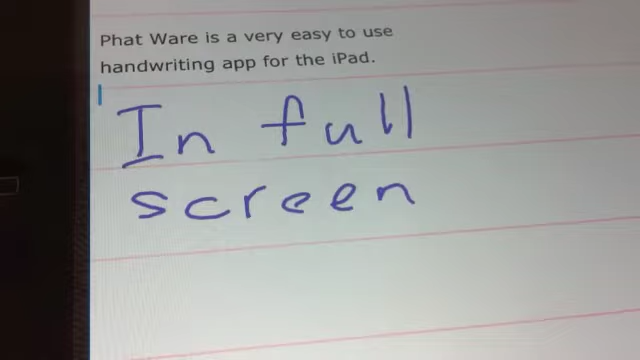 Phat Ware is a very easy to use
handwriting app for the iPad.
In full
screen